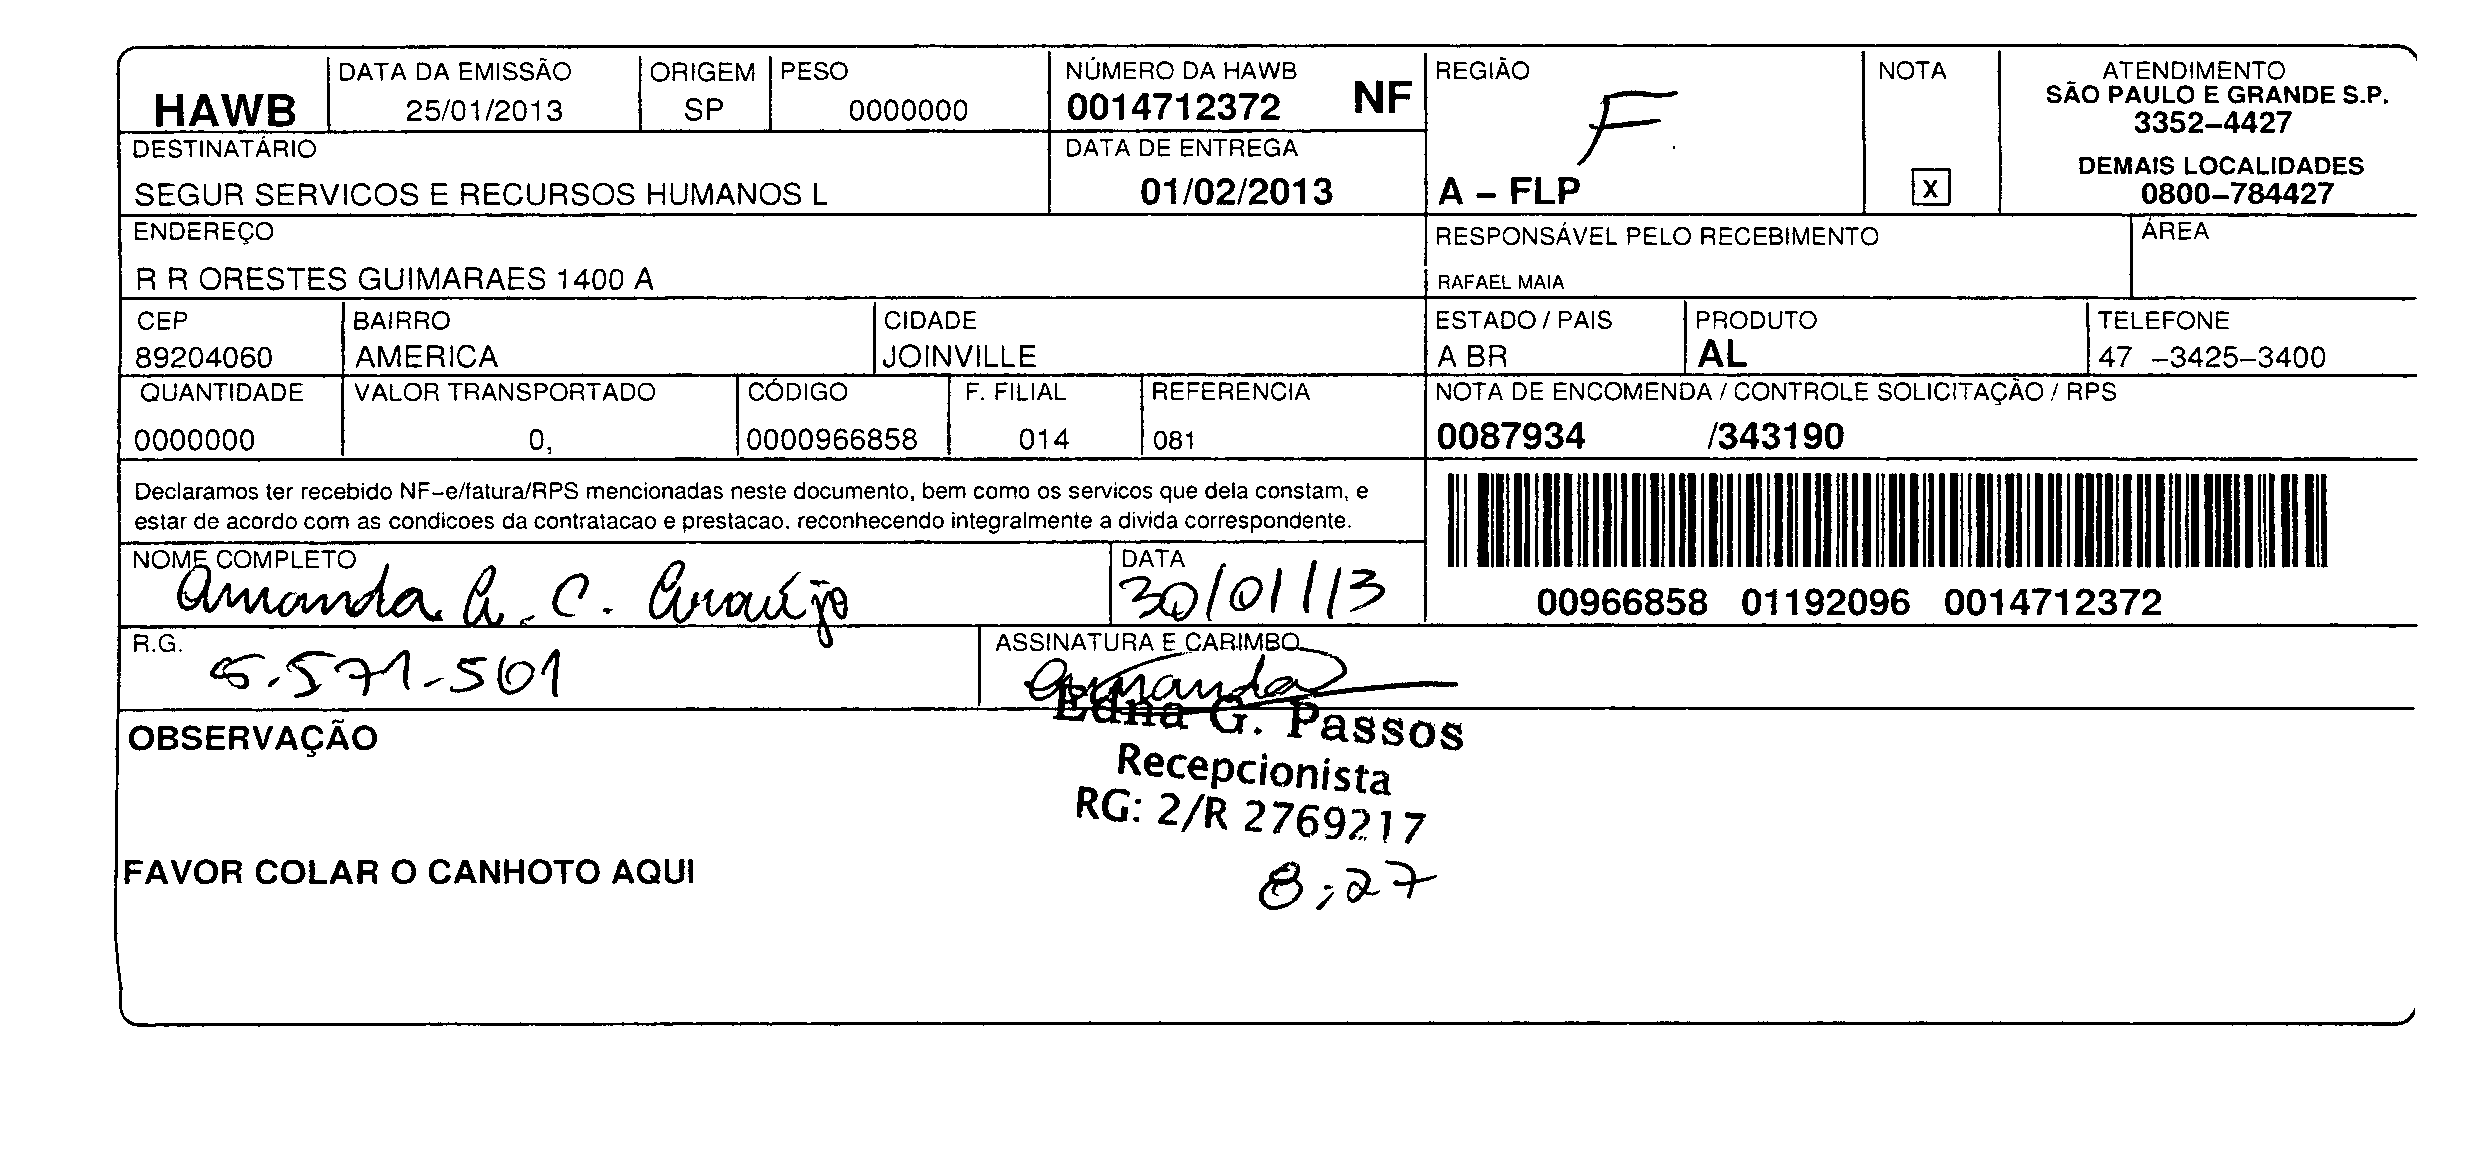 HAWB
DATA DA EMISSÃO
25/01/2013
ORIGEM
SP
PESO
0000000
NÚMERO DA HAWB
0014712372 NF
REGIÃO
F
A – FLP
NOTA
X
ATENDIMENTO
SÃO PAULO E GRANDE S.P.
3352–4427
DEMAIS LOCALIDADES
0800–784427
DESTINATÁRIO
SEGUR SERVICOS E RECURSOS HUMANOS L
DATA DE ENTREGA
01/02/2013
ENDEREÇO
R R ORESTES GUIMARAES 1400 A
RESPONSÁVEL PELO RECEBIMENTO
RAFAEL MAIA
ÁREA
CEP
89204060
BAIRRO
AMERICA
CIDADE
JOINVILLE
ESTADO / PAIS
A BR
PRODUTO
AL
TELEFONE
47 –3425–3400
QUANTIDADE
0000000
VALOR TRANSPORTADO
0,
CÓDIGO
0000966858
F. FILIAL
014
REFERENCIA
081
NOTA DE ENCOMENDA / CONTROLE SOLICITAÇÃO / RPS
0087934 /343190
Declaramos ter recebido NF–e/fatura/RPS mencionadas neste documento, bem como os servicos que dela constam, e
estar de acordo com as condicoes da contratacao e prestacao. reconhecendo integralmente a divida correspondente.
00966858 01192096 0014712372
NOME COMPLETO
Amanda A. C. Araújo
DATA
30/01/13
R.G.
5.571-501
ASSINATURA E CARIMBO
Amanda
Edna G. Passos
Recepcionista
RG: 2/R 2769217
8:27
OBSERVAÇÃO
FAVOR COLAR O CANHOTO AQUI